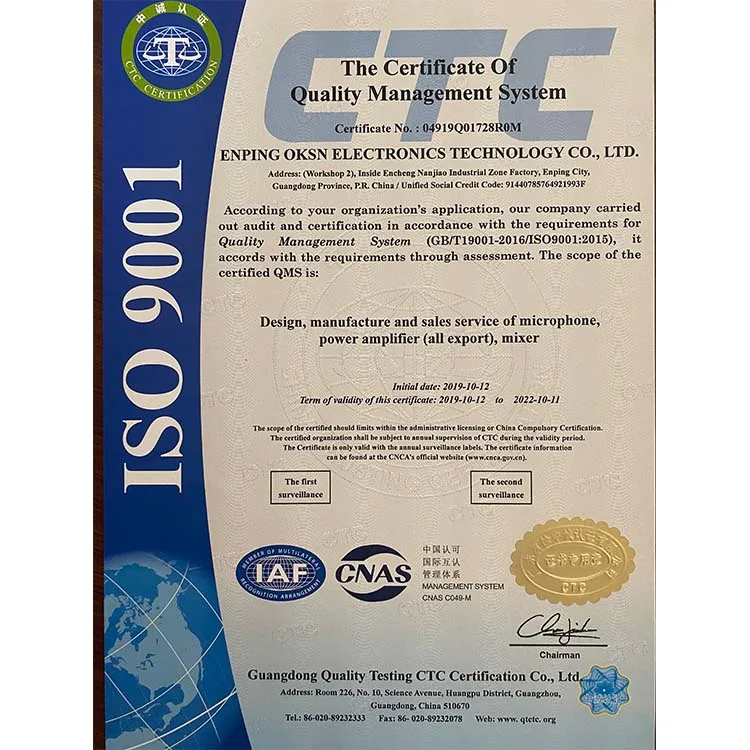 中诚认证
CTC CERTIFICATION
ISO 9001
CTC
The Certificate Of
Quality Management System
Certificate No. : 04919Q01728R0M
ENPING OKSN ELECTRONICS TECHNOLOGY CO., LTD.
Address: (Workshop 2), Inside Encheng Nanjiao Industrial Zone Factory, Enping City,
Guangdong Province, P.R. China / Unified Social Credit Code: 91440785764921993F
According to your organization's application, our company carried
out audit and certification in accordance with the requirements for
Quality Management System (GB/T19001-2016/ISO9001:2015), it
accords with the requirements through assessment. The scope of the
certified QMS is:
Design, manufacture and sales service of microphone,
power amplifier (all export), mixer
Initial date: 2019-10-12
Term of validity of this certificate: 2019-10-12 to 2022-10-11
The scope of the certified should limits within the administrative licensing or China Compulsory Certification.
The certified organization shall be subject to annual supervision of CTC during the validity period.
The Certificate is only valid with the annual surveillance labels. The certificate information
can be found at the CNCA's official website (www.cnca.gov.cn).
The first
surveillance
The second
surveillance
MEMBER OF MULTILATERAL
IAF
RECOGNITION ARRANGEMENT
CNAS
中国认可
国际互认
管理体系
MANAGEMENT SYSTEM
CNAS C049-M
证书专用章
CTC
Chairman
Guangdong Quality Testing CTC Certification Co., Ltd.
Address: Room 226, No. 10, Science Avenue, Huangpu District, Guangzhou,
Guangdong, China 510670
Tel.: 86-020-89232333 Fax: 86- 020-89232078 Web: www. qtctc. org